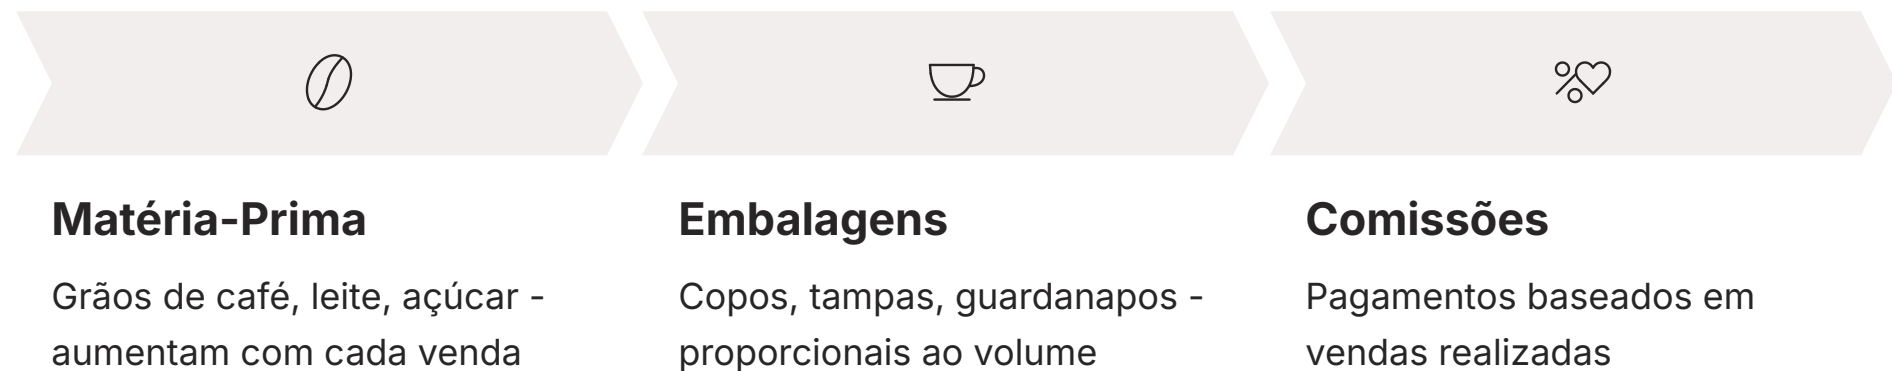 Matéria-Prima
Grãos de café, leite, açúcar -
aumentam com cada venda
Embalagens
Copos, tampas, guardanapos -
proporcionais ao volume
Comissões
Pagamentos baseados em
vendas realizadas